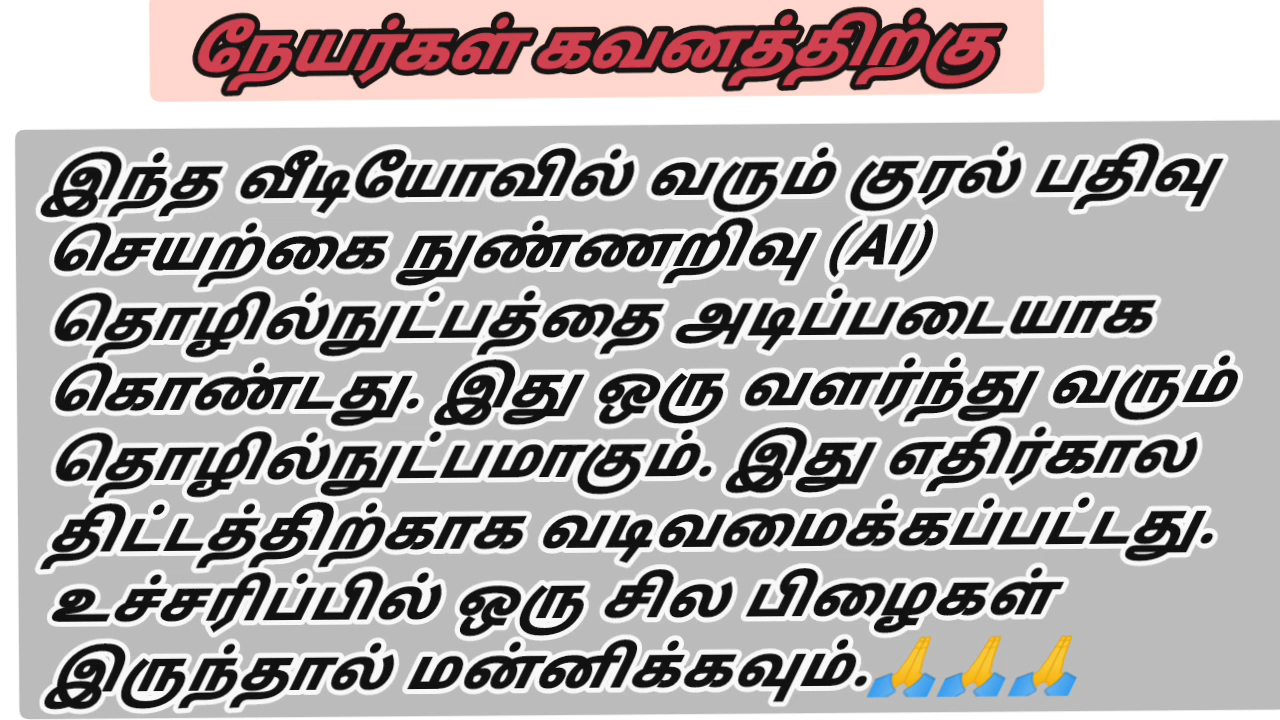 நேயர்கள் கவனத்திற்கு
இந்த வீடியோவில் வரும் குரல் பதிவு
செயற்கை நுண்ணறிவு (AI)
தொழில்நுட்பத்தை அடிப்படையாக
கொண்டது. இது ஒரு வளர்ந்து வரும்
தொழில்நுட்பமாகும். இது எதிர்கால
திட்டத்திற்காக வடிவமைக்கப்பட்டது.
உச்சரிப்பில் ஒரு சில பிழைகள்
இருந்தால் மன்னிக்கவும்.🙏🙏🙏